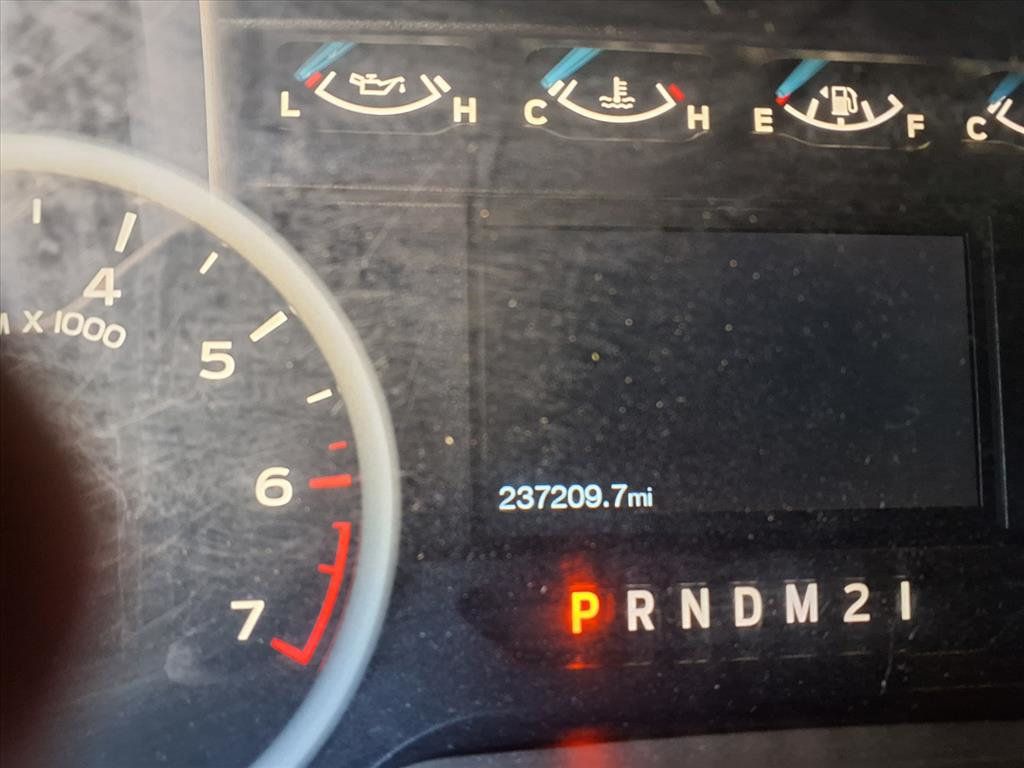 L H C H E F C
4
X 1000
5
6
237209.7mi
7
P R N D M 2 1